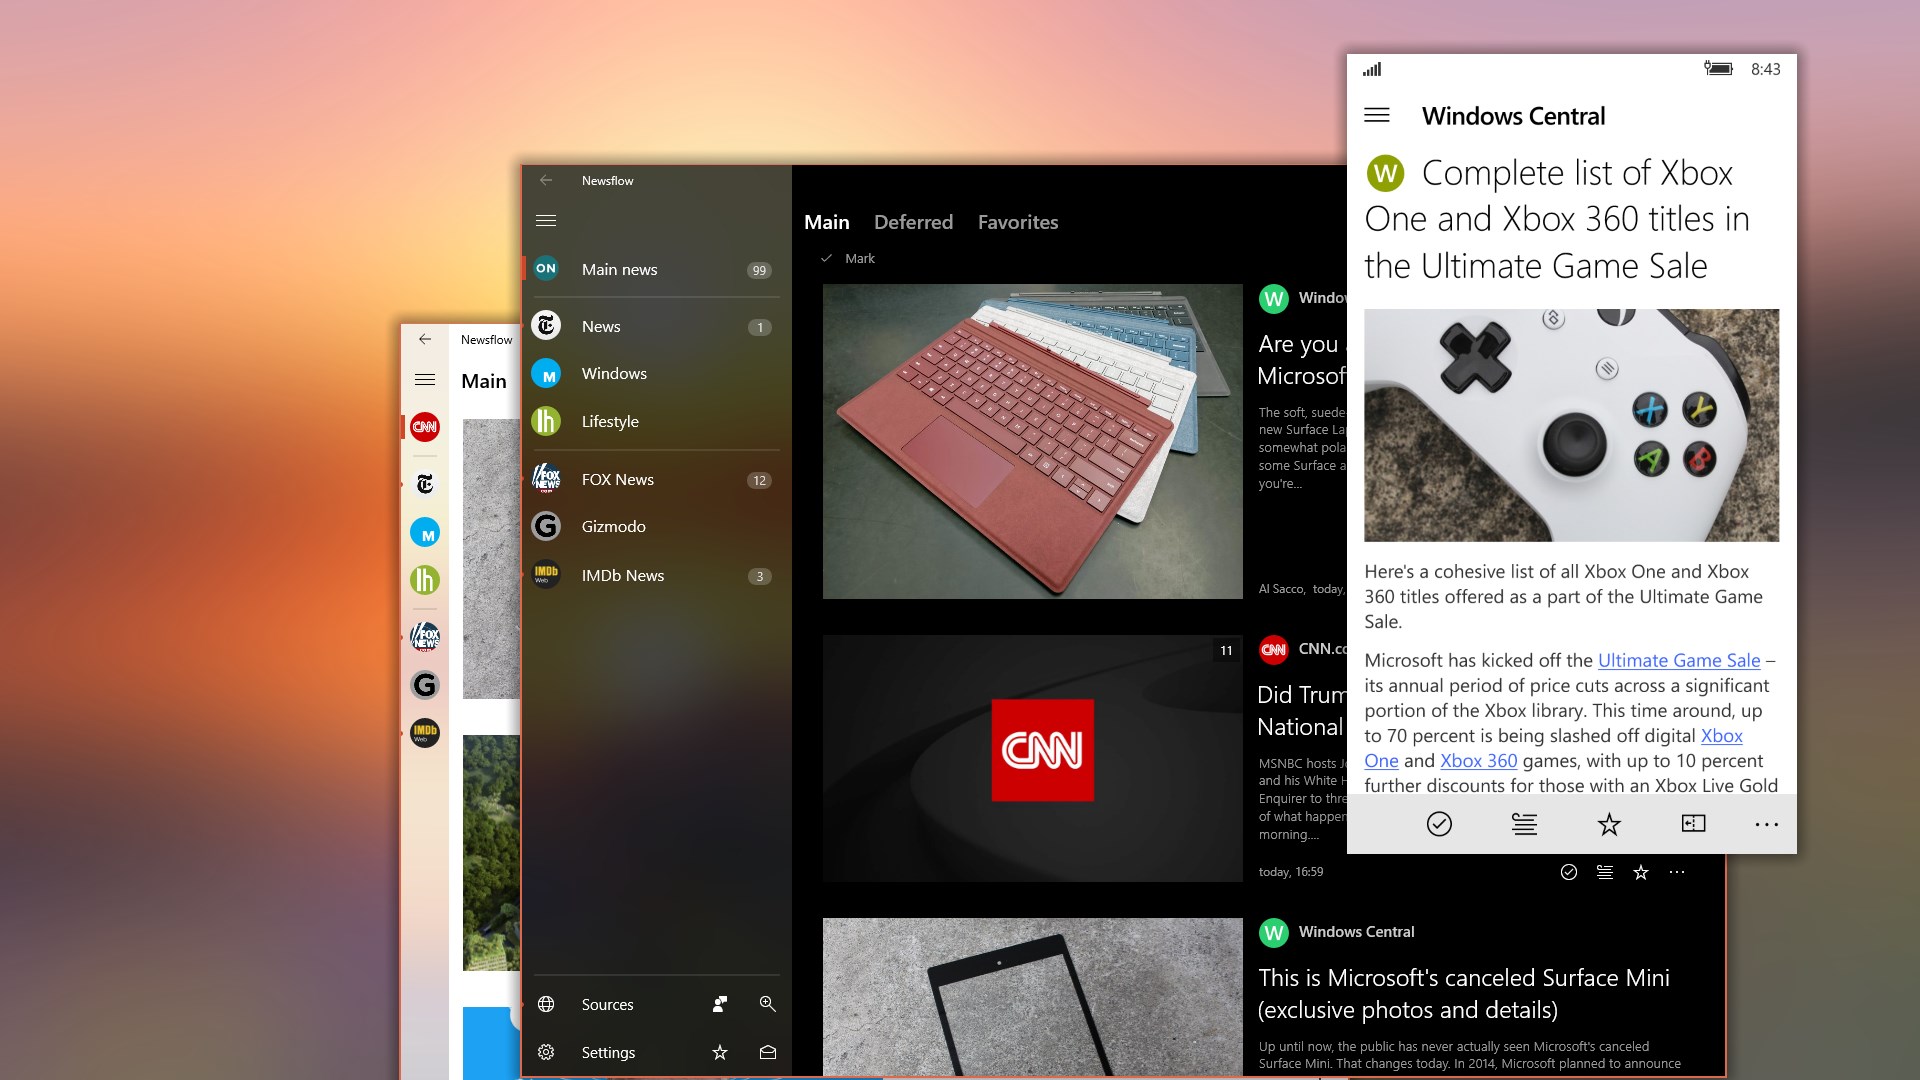 Newsflow
Main
CNN
M
lh
FOX
NEWS
G
IMDb
Web
Newsflow
ON
Main news
99
News
1
M
Windows
lh
Lifestyle
FOX
NEWS
FOX News
12
G
Gizmodo
IMDb
Web
IMDb News
3
Sources
Settings
Main Deferred Favorites
Mark
W
Are you
The soft, suede-
new Surface
somewhat
some Surface
you're...
Al Sacco, today,
11
CNN
CNN
Did
National
MSNBC hosts
and his White
Enquirer to
of what
morning....
today, 16:59
W Windows Central
This is Microsoft's canceled Surface Mini
(exclusive photos and details)
Up until now, the public has never actually seen Microsoft's canceled
Surface Mini. That changes today. In 2014, Microsoft planned to announce
8:43
Windows Central
W Complete list of Xbox
One and Xbox 360 titles in
the Ultimate Game Sale
X Y
A B
Here's a cohesive list of all Xbox One and Xbox
360 titles offered as a part of the Ultimate Game
Sale.
Microsoft has kicked off the Ultimate Game Sale –
its annual period of price cuts across a significant
portion of the Xbox library. This time around, up
to 70 percent is being slashed off digital Xbox
One and Xbox 360 games, with up to 10 percent
further discounts for those with an Xbox Live Gold